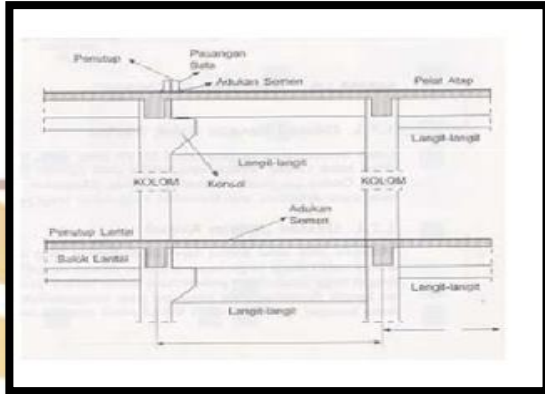 Penutup
Pasangan
Bata
Adukan Semen
Pelat Atap
Langit-langit
Langit-langit
KOLOM
Konsol
KOLOM
Adukan
Semen
Penutup Lantai
Balok Lantai
Langit-langit
Langit-langit